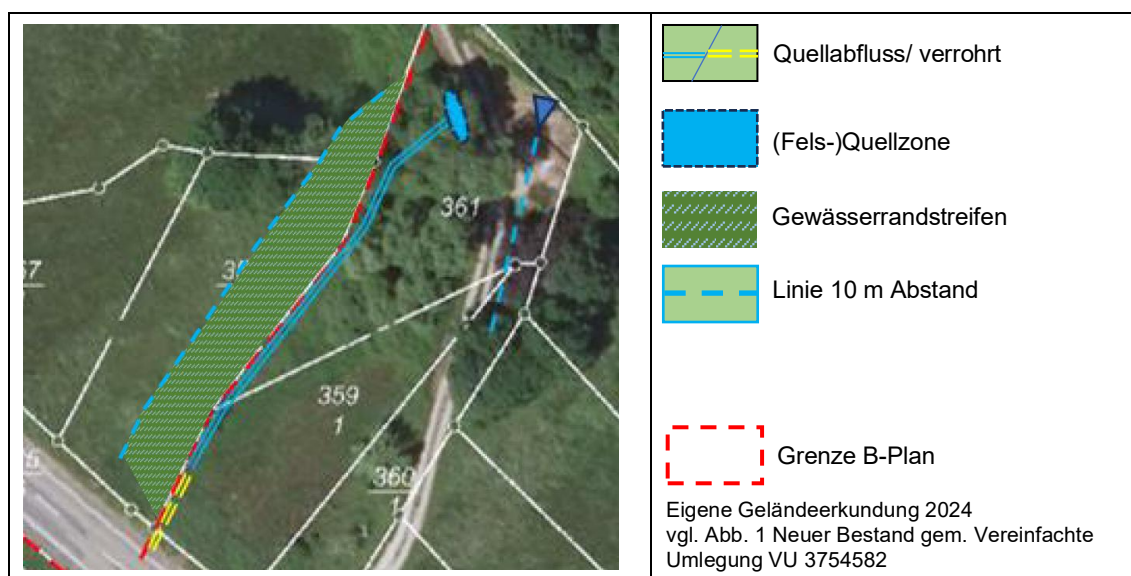 361
359
1
360
1
Quellabfluss/ verrohrt
(Fels-)Quellzone
Gewässerrandstreifen
Linie 10 m Abstand
Grenze B-Plan
Eigene Geländeerkundung 2024
vgl. Abb. 1 Neuer Bestand gem. Vereinfachte
Umlegung VU 3754582